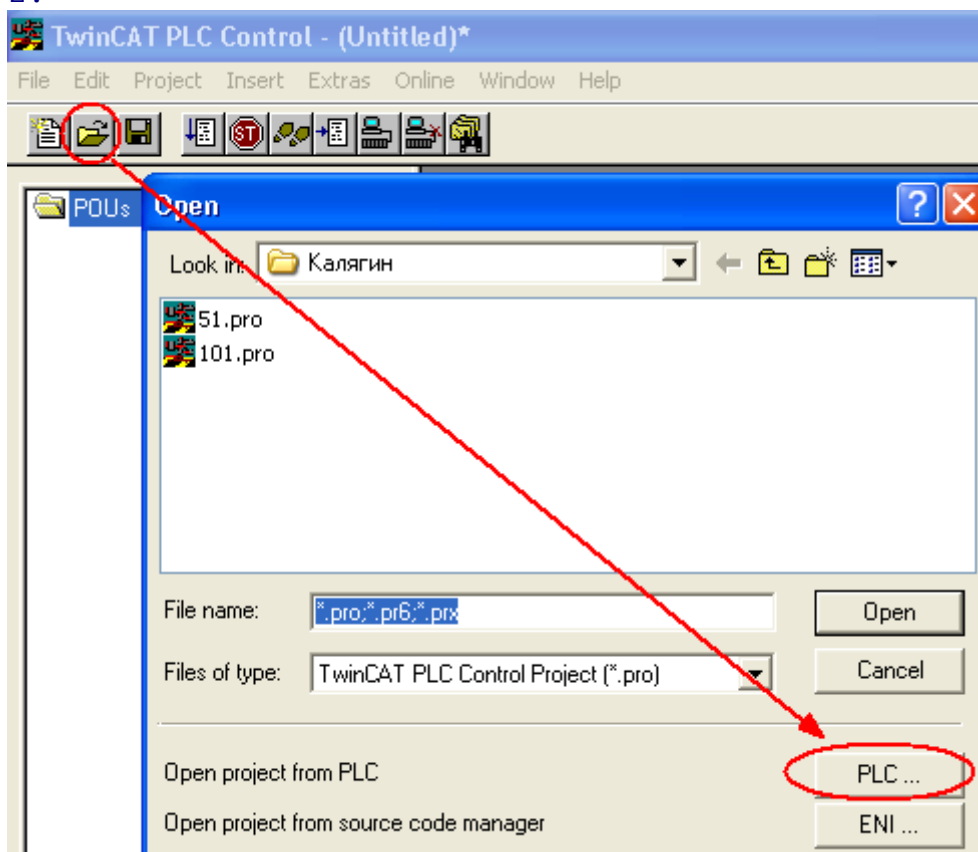 TwinCAT PLC Control - (Untitled)*
File Edit Project Insert Extras Online Window Help
ST
POUs
Open
Look in: Калягин
51.pro
101.pro
File name: *.pro;*.pr6;*.prx Open
Files of type: TwinCAT PLC Control Project (*.pro) Cancel
Open project from PLC PLC ...
Open project from source code manager ENI ...